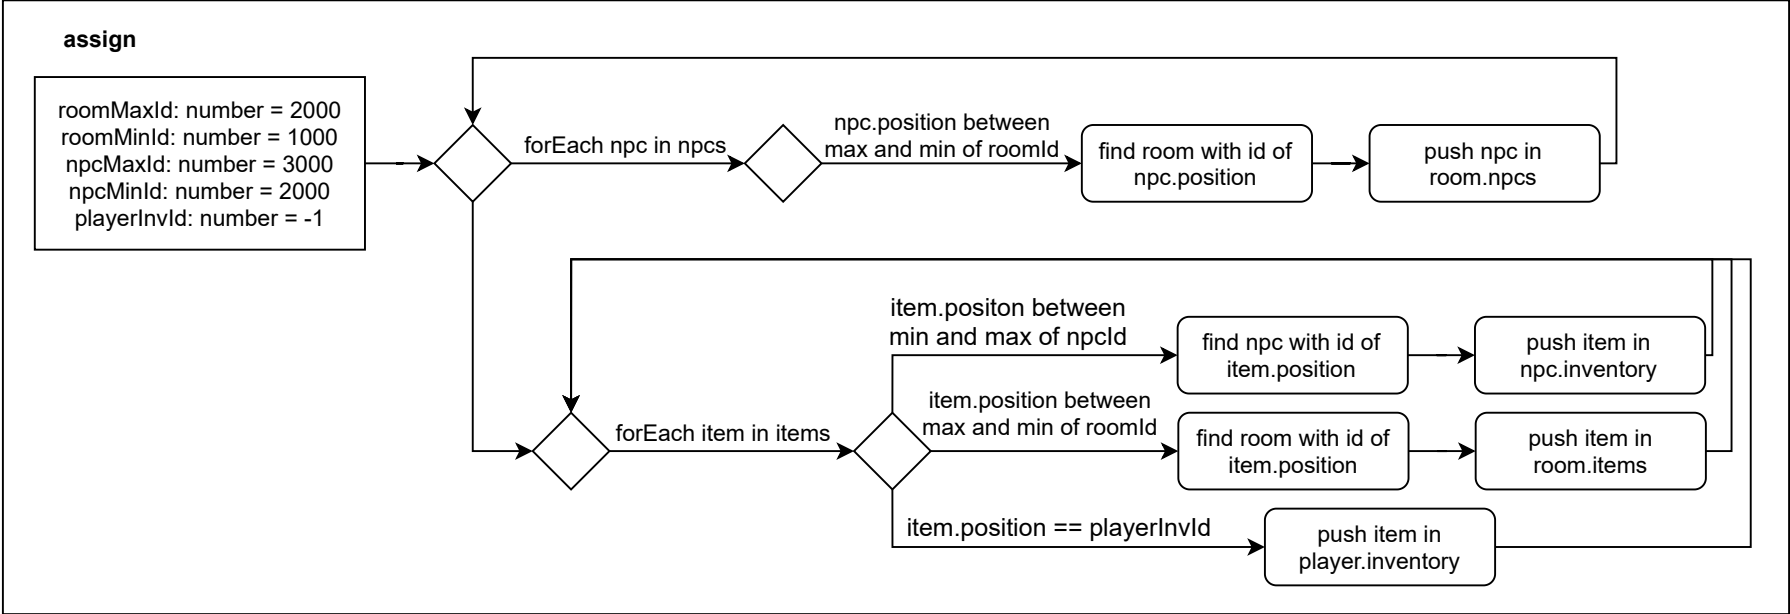 assign
roomMaxId: number = 2000
roomMinId: number = 1000
npcMaxId: number = 3000
npcMinId: number = 2000
playerInvId: number = -1
forEach npc in npcs
npc.position between
max and min of roomId
find room with id of
npc.position
push npc in
room.npcs
forEach item in items
item.positon between
min and max of npcId
find npc with id of
item.position
push item in
npc.inventory
item.position between
max and min of roomId
find room with id of
item.position
push item in
room.items
item.position == playerInvId
push item in
player.inventory